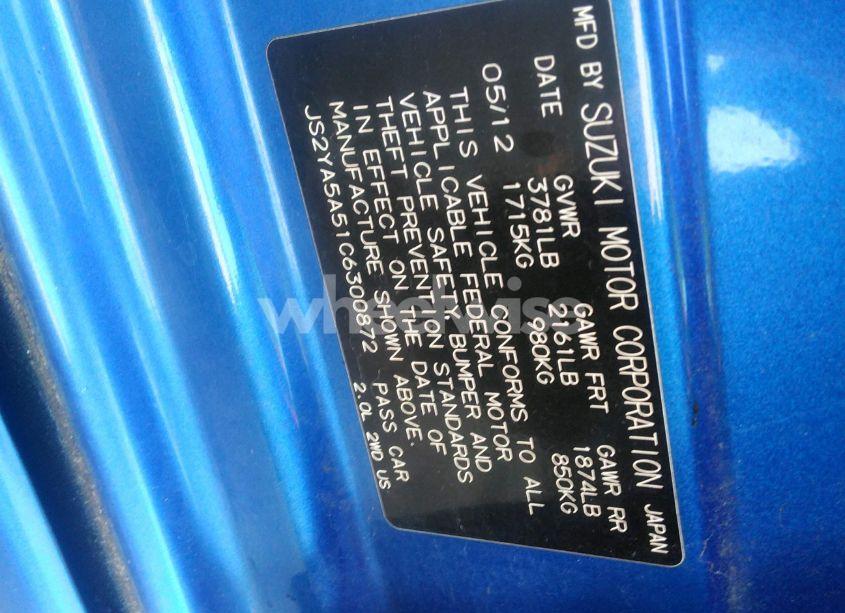 MFD BY SUZUKI MOTOR CORPORATION JAPAN
DATE GVWR GAWR FRT GAWR RR
05/12 3781LB 2161LB 1874LB
1715KG 980KG 850KG
THIS VEHICLE CONFORMS TO ALL
APPLICABLE FEDERAL MOTOR
VEHICLE SAFETY, BUMPER AND
THEFT PREVENTION STANDARDS
IN EFFECT ON THE DATE OF
MANUFACTURE SHOWN ABOVE.
JS2YA5A51C6300872 PASS CAR
2.0L 2WD US
wheelwise